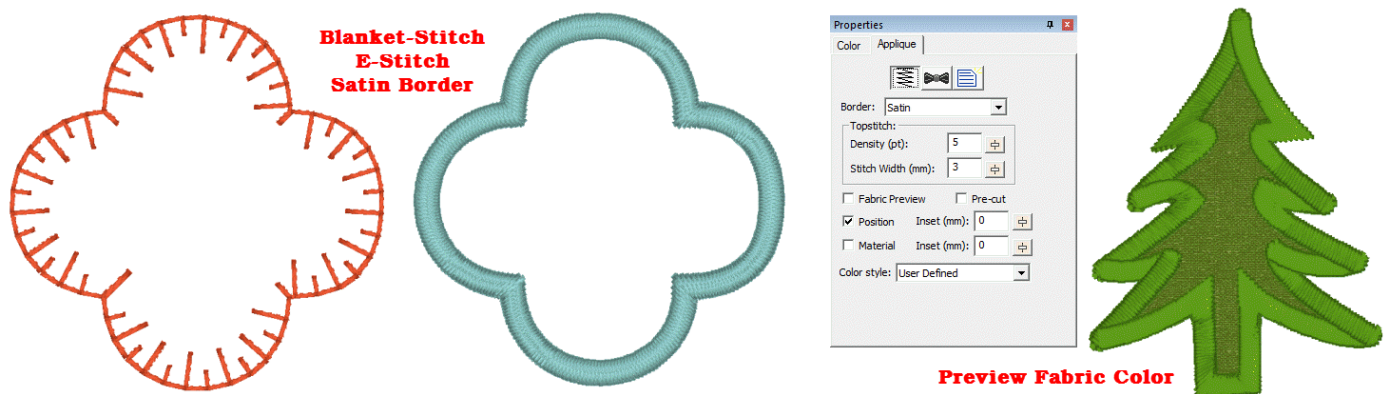 Blanket-Stitch
E-Stitch
Satin Border
Properties
Color Applique
Border: Satin
Topstitch:
Density (pt): 5
Stitch Width (mm): 3
Fabric Preview Pre-cut
Position Inset (mm): 0
Material Inset (mm): 0
Color style: User Defined
Preview Fabric Color